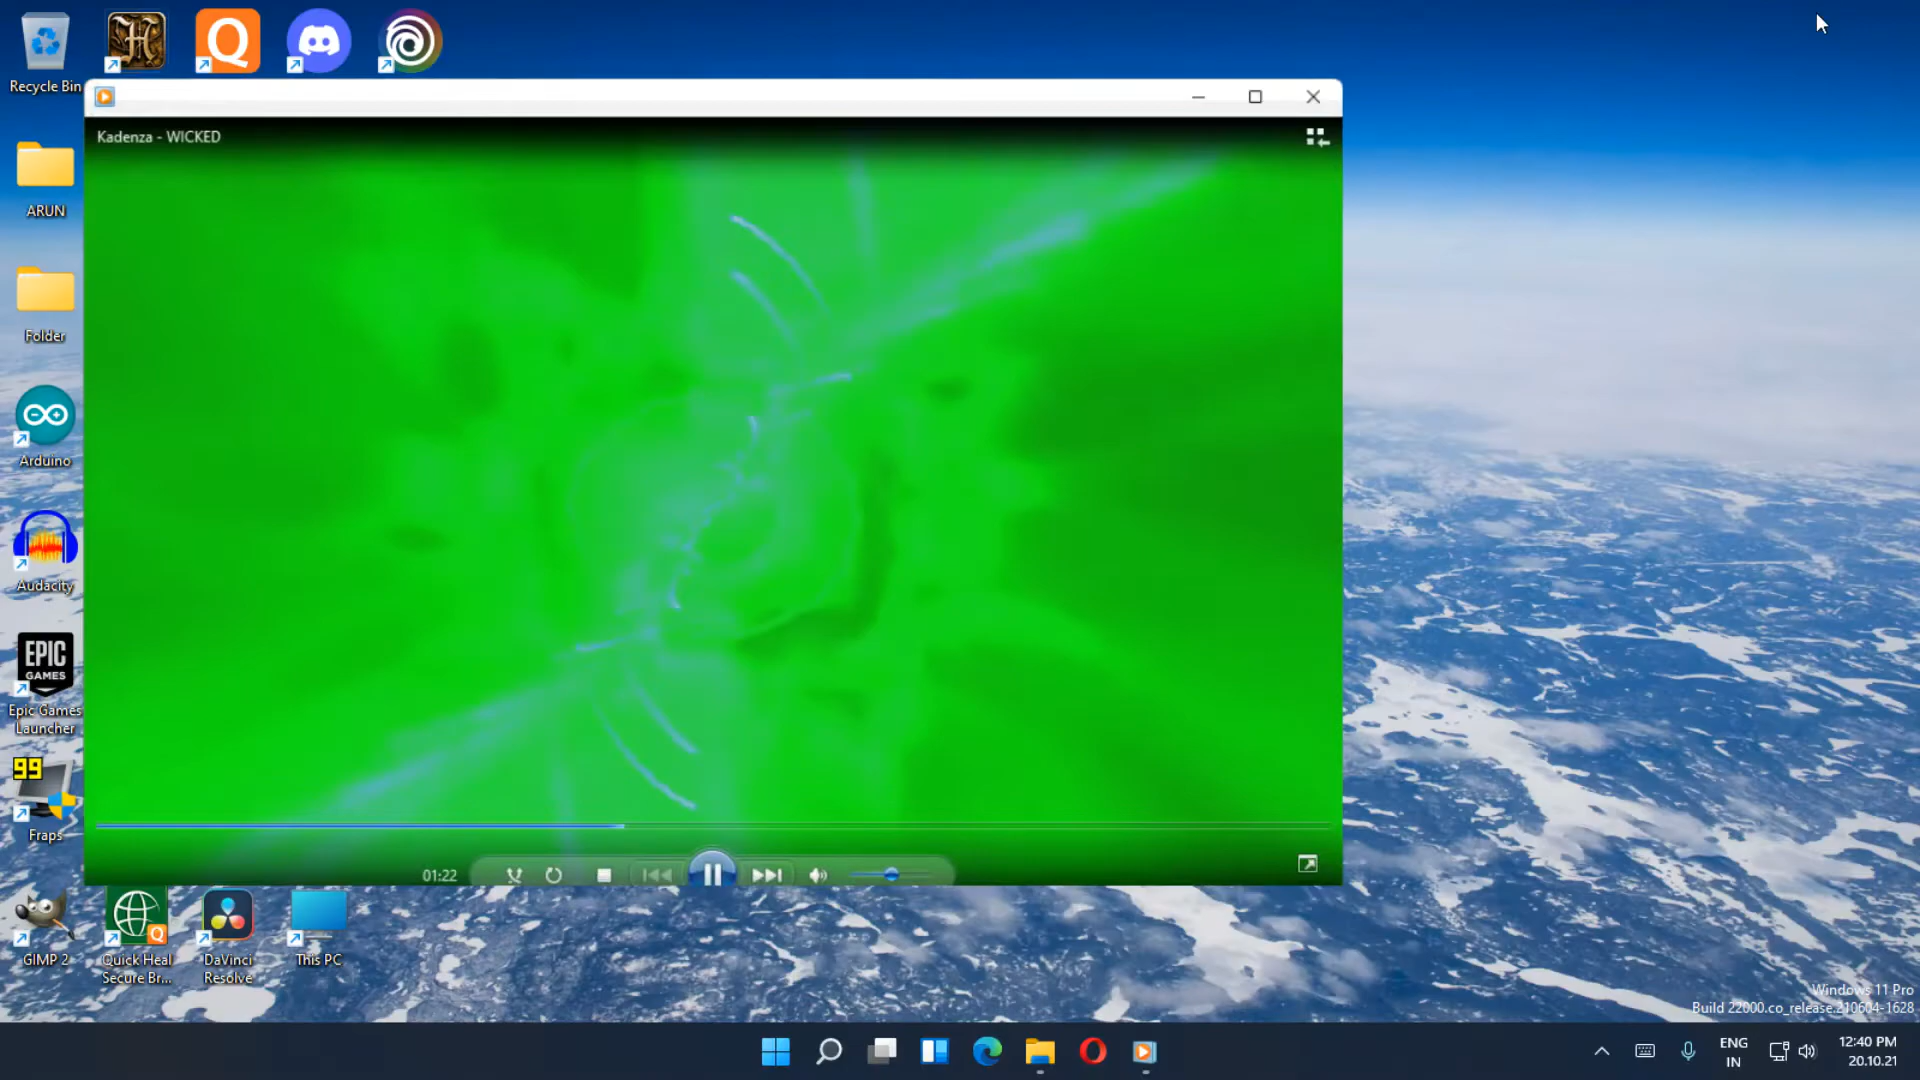 Recycle Bin
Kadenza - WICKED
ARUN
Folder
Arduino
Audacity
EPIC
GAMES
Epic Games
Launcher
99
Fraps
01:22
GIMP 2
Quick Heal
Secure Br...
DaVinci
Resolve
This PC
Windows 11 Pro
Build 22000.co_release.210604-1628
ENG
IN
12:40 PM
20.10.21